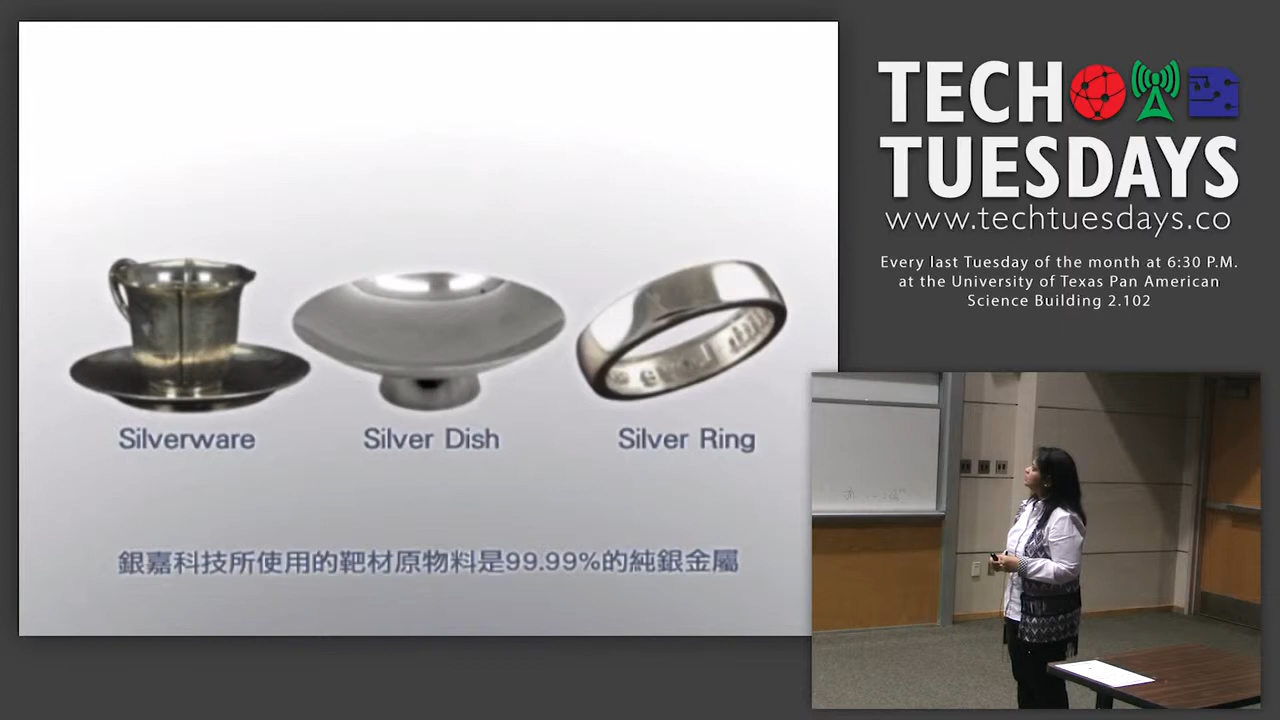 Silverware
Silver Dish
Silver Ring
銀嘉科技所使用的靶材原物料是99.99%的純銀金屬
TECH
TUESDAYS
www.techtuesdays.co
Every last Tuesday of the month at 6:30 P.M.
at the University of Texas Pan American
Science Building 2.102